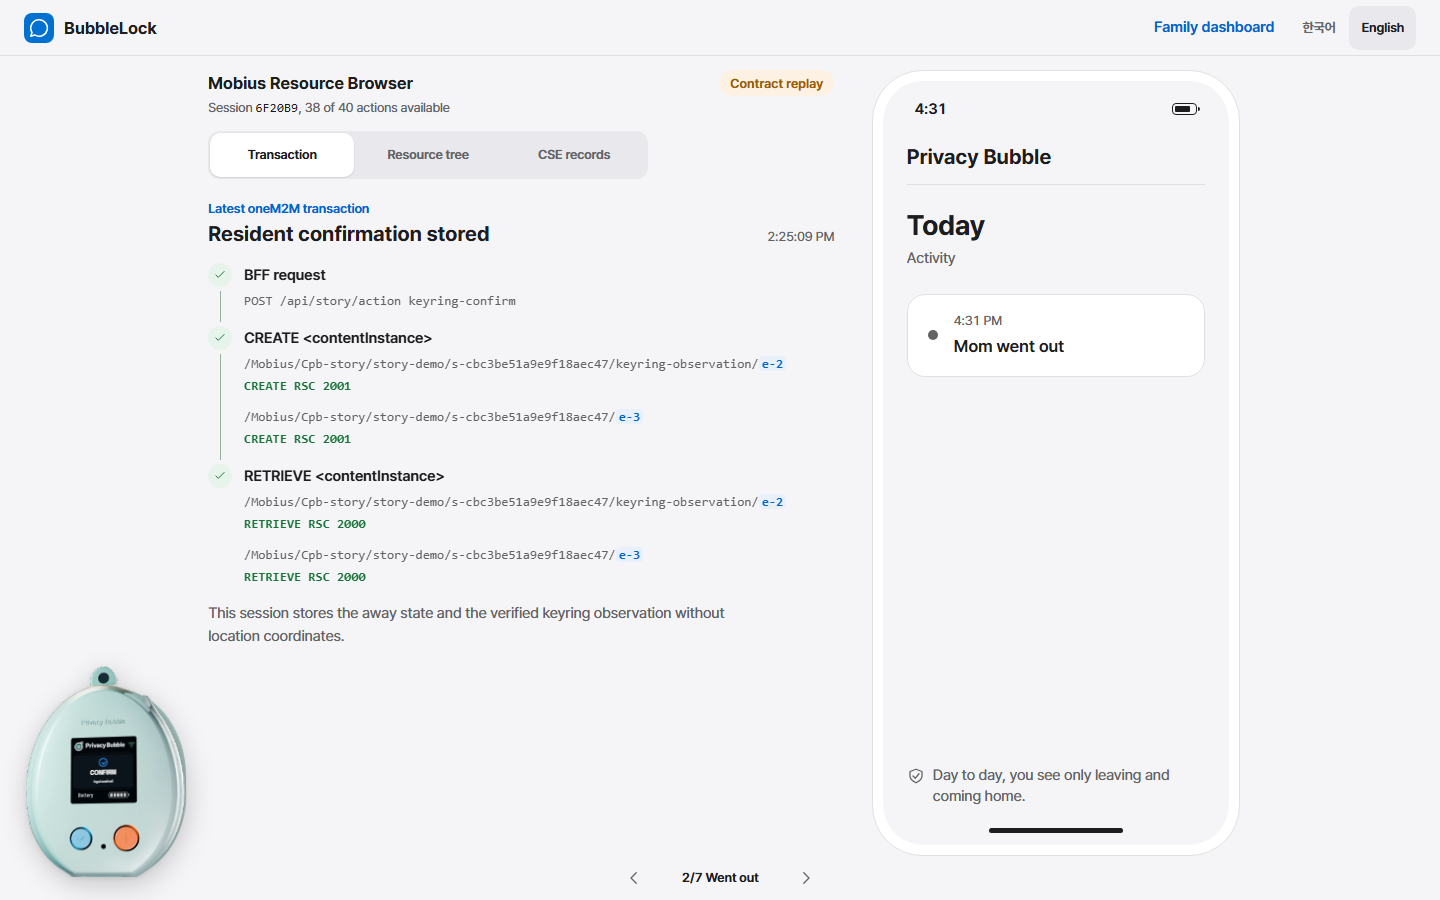 BubbleLock
Family dashboard
한국어
English
Mobius Resource Browser
Contract replay
Session 6F20B9, 38 of 40 actions available
Transaction
Resource tree
CSE records
Latest oneM2M transaction
Resident confirmation stored
2:25:09 PM
BFF request
POST /api/story/action keyring-confirm
CREATE <contentInstance>
/Mobius/Cpb-story/story-demo/s-cbc3be51a9e9f18aec47/keyring-observation/e-2
CREATE RSC 2001
/Mobius/Cpb-story/story-demo/s-cbc3be51a9e9f18aec47/e-3
CREATE RSC 2001
RETRIEVE <contentInstance>
/Mobius/Cpb-story/story-demo/s-cbc3be51a9e9f18aec47/keyring-observation/e-2
RETRIEVE RSC 2000
/Mobius/Cpb-story/story-demo/s-cbc3be51a9e9f18aec47/e-3
RETRIEVE RSC 2000
This session stores the away state and the verified keyring observation without
location coordinates.
Privacy Bubble
Privacy Bubble
CONFIRM
Battery
4:31
Privacy Bubble
Today
Activity
4:31 PM
Mom went out
Day to day, you see only leaving and
coming home.
2/7 Went out